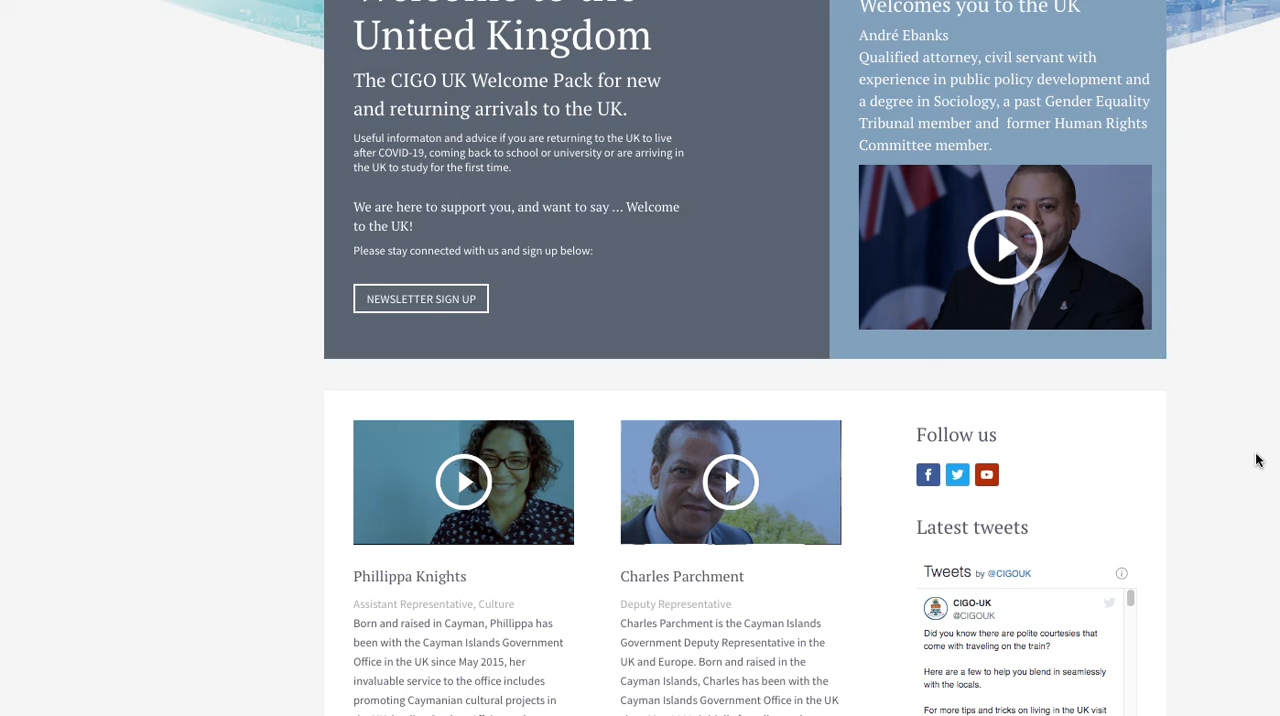 Welcome to the
United Kingdom
The CIGO UK Welcome Pack for new
and returning arrivals to the UK.
Useful informaton and advice if you are returning to the UK to live
after COVID-19, coming back to school or university or are arriving in
the UK to study for the first time.
We are here to support you, and want to say ... Welcome
to the UK!
Please stay connected with us and sign up below:
NEWSLETTER SIGN UP
Welcomes you to the UK
André Ebanks
Qualified attorney, civil servant with
experience in public policy development and
a degree in Sociology, a past Gender Equality
Tribunal member and former Human Rights
Committee member.
Phillippa Knights
Assistant Representative, Culture
Born and raised in Cayman, Phillippa has
been with the Cayman Islands Government
Office in the UK since May 2015, her
invaluable service to the office includes
promoting Caymanian cultural projects in
Charles Parchment
Deputy Representative
Charles Parchment is the Cayman Islands
Government Deputy Representative in the
UK and Europe. Born and raised in the
Cayman Islands, Charles has been with the
Cayman Islands Government Office in the UK
Follow us
Latest tweets
Tweets by @CIGOUK
CIGO-UK
@CIGOUK
Did you know there are polite courtesies that
come with traveling on the train?
Here are a few to help you blend in seamlessly
with the locals.
For more tips and tricks on living in the UK visit